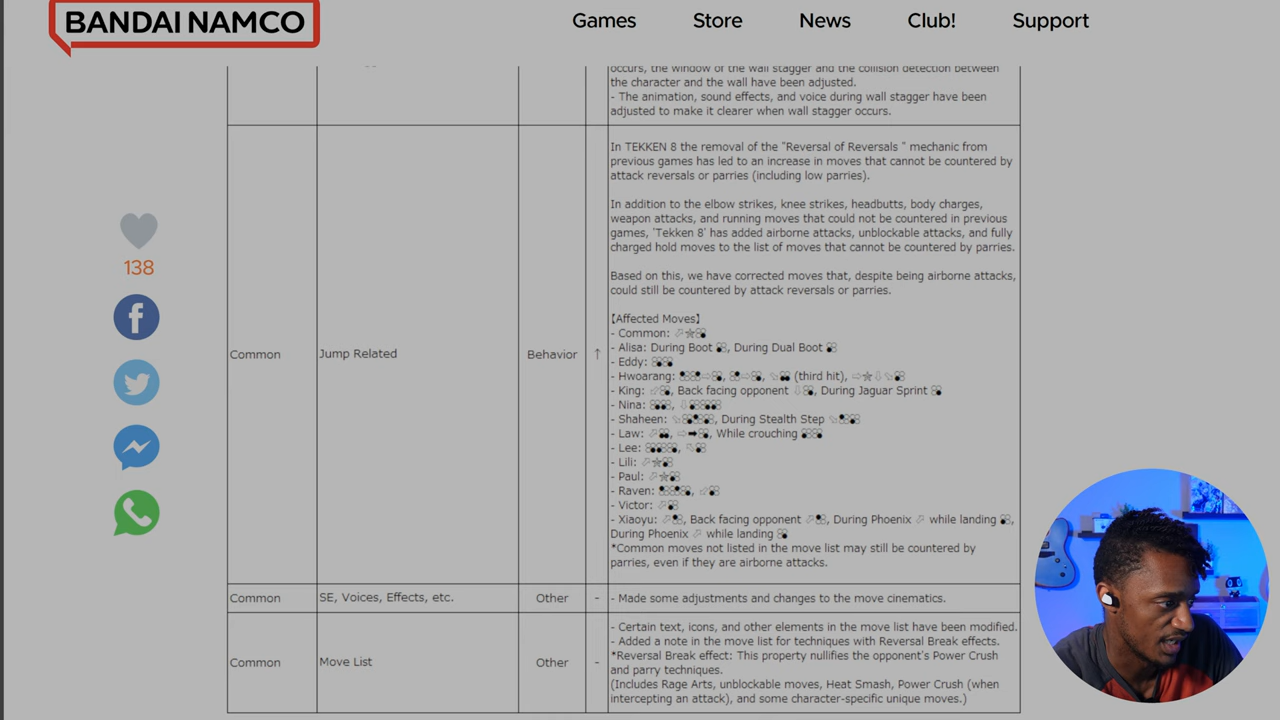 BANDAI NAMCO
Games Store News Club! Support
138
occurs, the window of the wall stagger and the collision detection between
the character and the wall have been adjusted.
- The animation, sound effects, and voice during wall stagger have been
adjusted to make it clearer when wall stagger occurs.
Common Jump Related Behavior ↑
In TEKKEN 8 the removal of the "Reversal of Reversals " mechanic from
previous games has led to an increase in moves that cannot be countered by
attack reversals or parries (including low parries).
In addition to the elbow strikes, knee strikes, headbutts, body charges,
weapon attacks, and running moves that could not be countered in previous
games, 'Tekken 8' has added airborne attacks, unblockable attacks, and fully
charged hold moves to the list of moves that cannot be countered by parries.
Based on this, we have corrected moves that, despite being airborne attacks,
could still be countered by attack reversals or parries.
【Affected Moves】
- Common:
- Alisa: During Boot , During Dual Boot
- Eddy:
- Hwoarang: , , (third hit),
- King: , Back facing opponent , During Jaguar Sprint
- Nina: ,
- Shaheen: , During Stealth Step
- Law: , , While crouching
- Lee: ,
- Lili:
- Paul:
- Raven: ,
- Victor:
- Xiaoyu: , Back facing opponent , During Phoenix while landing ,
During Phoenix while landing
*Common moves not listed in the move list may still be countered by
parries, even if they are airborne attacks.
Common SE, Voices, Effects, etc. Other - - Made some adjustments and changes to the move cinematics.
Common Move List Other -
- Certain text, icons, and other elements in the move list have been modified.
- Added a note in the move list for techniques with Reversal Break effects.
*Reversal Break effect: This property nullifies the opponent's Power Crush
and parry techniques.
(Includes Rage Arts, unblockable moves, Heat Smash, Power Crush (when
intercepting an attack), and some character-specific unique moves.)